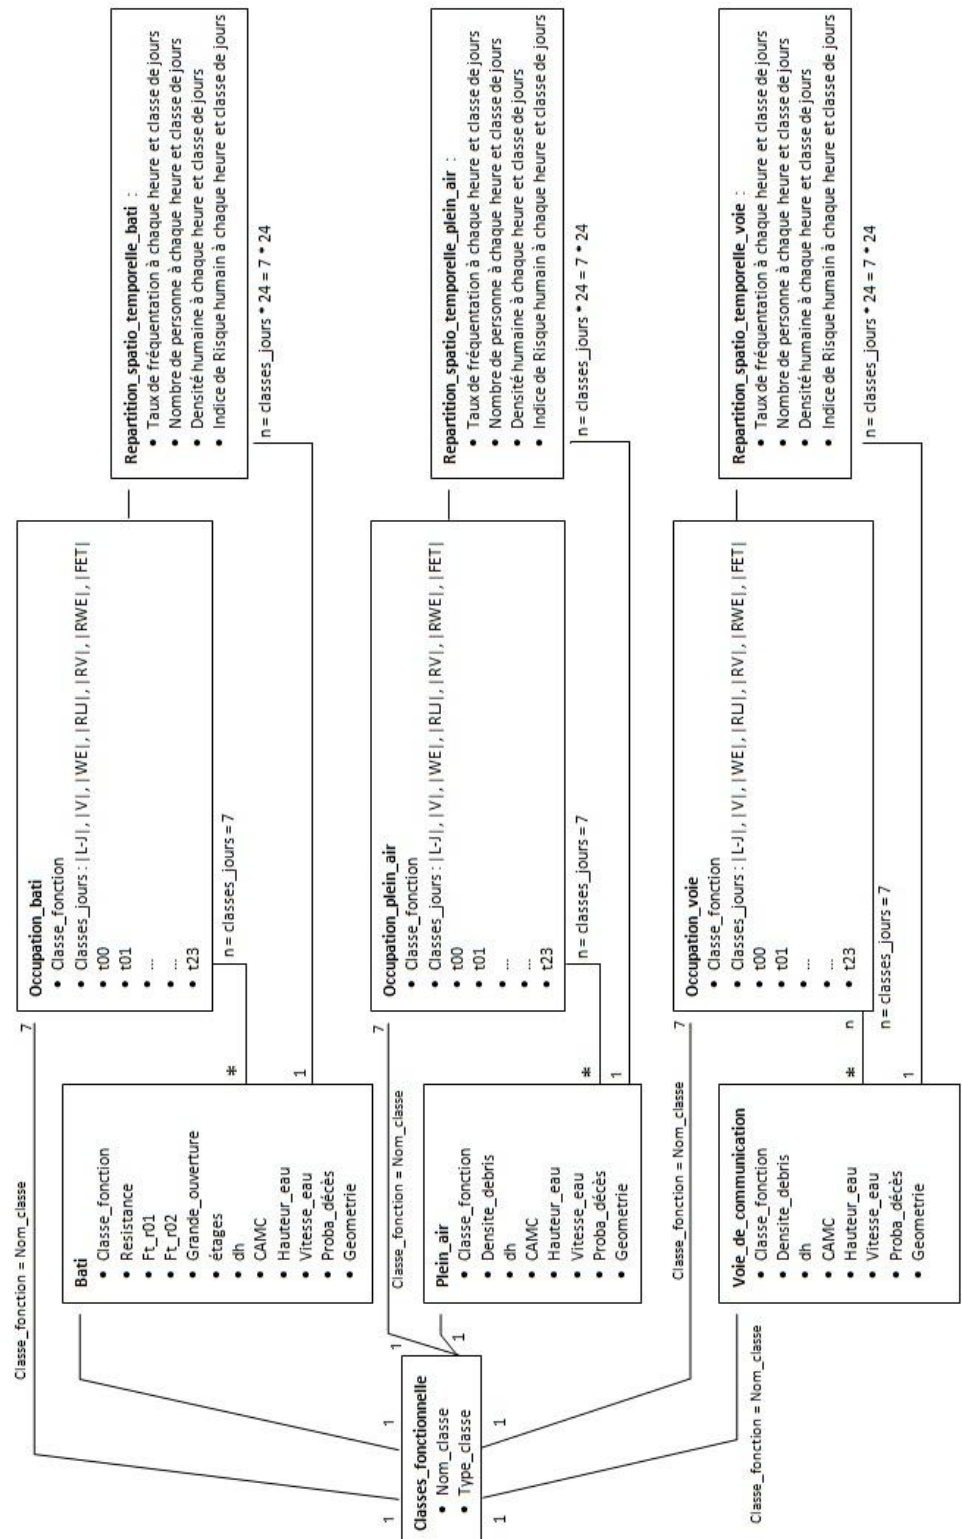 Classe_fonction = Nom_classe
7
Occupation_bati
• Classe_fonction
• Classes_jours : |L-J|, |V|, |WE|, |RLJ|, |RV|, |RWE|, |FET|
• t00
• t01
• ...
• ...
• t23
n = classes_jours = 7
Repartition_spatio_temporelle_bati :
• Taux de fréquentation à chaque heure et classe de jours
• Nombre de personne à chaque heure et classe de jours
• Densité humaine à chaque heure et classe de jours
• Indice de Risque humain à chaque heure et classe de jours
n = classes_jours * 24 = 7 * 24
Bati
• Classe_fonction
• Resistance
• Ft_r01
• Ft_r02
• Grande_ouverture
• étages
• dh
• CAMC
• Hauteur_eau
• Vitesse_eau
• Proba_décès
• Geometrie
*
1
Classe_fonction = Nom_classe
7
Occupation_plein_air
• Classe_fonction
• Classes_jours : |L-J|, |V|, |WE|, |RLJ|, |RV|, |RWE|, |FET|
• t00
• t01
• ...
• ...
• t23
n = classes_jours = 7
Repartition_spatio_temporelle_plein_air :
• Taux de fréquentation à chaque heure et classe de jours
• Nombre de personne à chaque heure et classe de jours
• Densité humaine à chaque heure et classe de jours
• Indice de Risque humain à chaque heure et classe de jours
n = classes_jours * 24 = 7 * 24
Plein_air
• Classe_fonction
• Densite_debris
• dh
• CAMC
• Hauteur_eau
• Vitesse_eau
• Proba_décès
• Geometrie
*
1
1
1
1
1
Classes_fonctionnelle
• Nom_classe
• Type_classe
1
1
Classe_fonction = Nom_classe
7
Occupation_voie
• Classe_fonction
• Classes_jours : |L-J|, |V|, |WE|, |RLJ|, |RV|, |RWE|, |FET|
• t00
• t01
• ...
• ...
• t23
n
n = classes_jours = 7
Repartition_spatio_temporelle_voie :
• Taux de fréquentation à chaque heure et classe de jours
• Nombre de personne à chaque heure et classe de jours
• Densité humaine à chaque heure et classe de jours
• Indice de Risque humain à chaque heure et classe de jours
n = classes_jours * 24 = 7 * 24
Voie_de_communication
• Classe_fonction
• Densite_debris
• dh
• CAMC
• Hauteur_eau
• Vitesse_eau
• Proba_décès
• Geometrie
*
1
Classe_fonction = Nom_classe